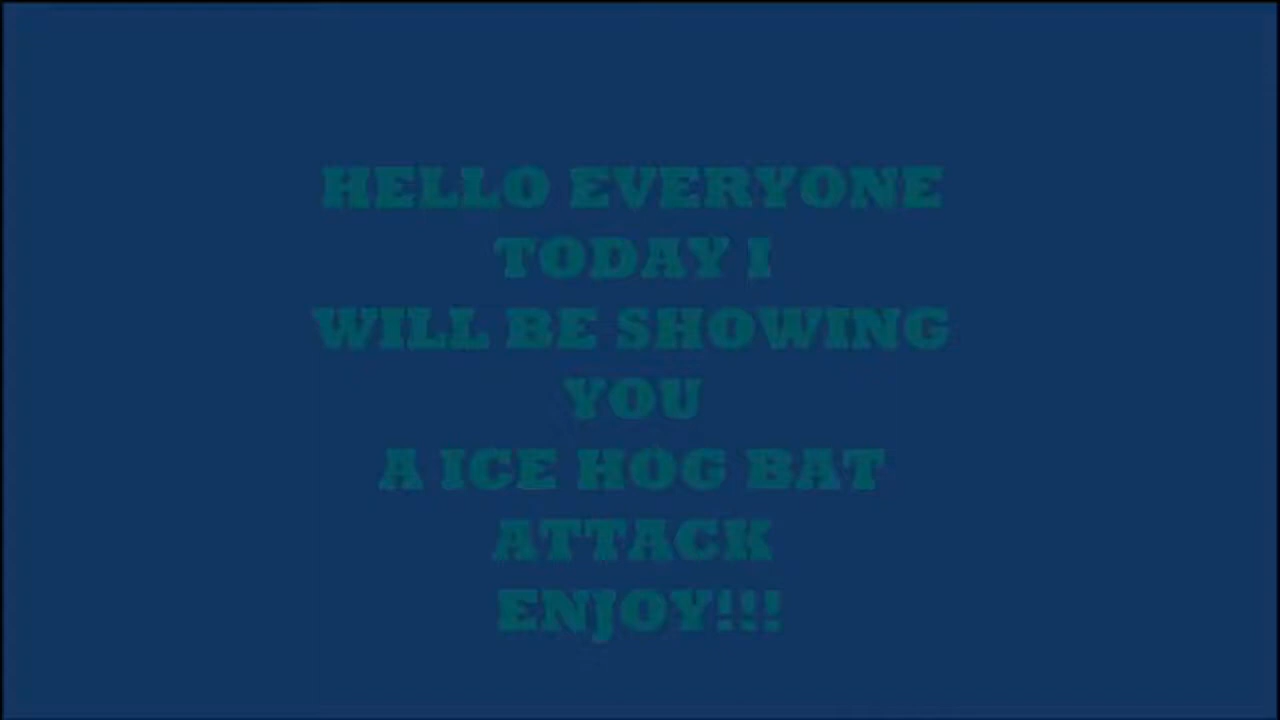 HELLO EVERYONE
TODAY I
WILL BE SHOWING
YOU
A ICE HOG BAT
ATTACK
ENJOY!!!